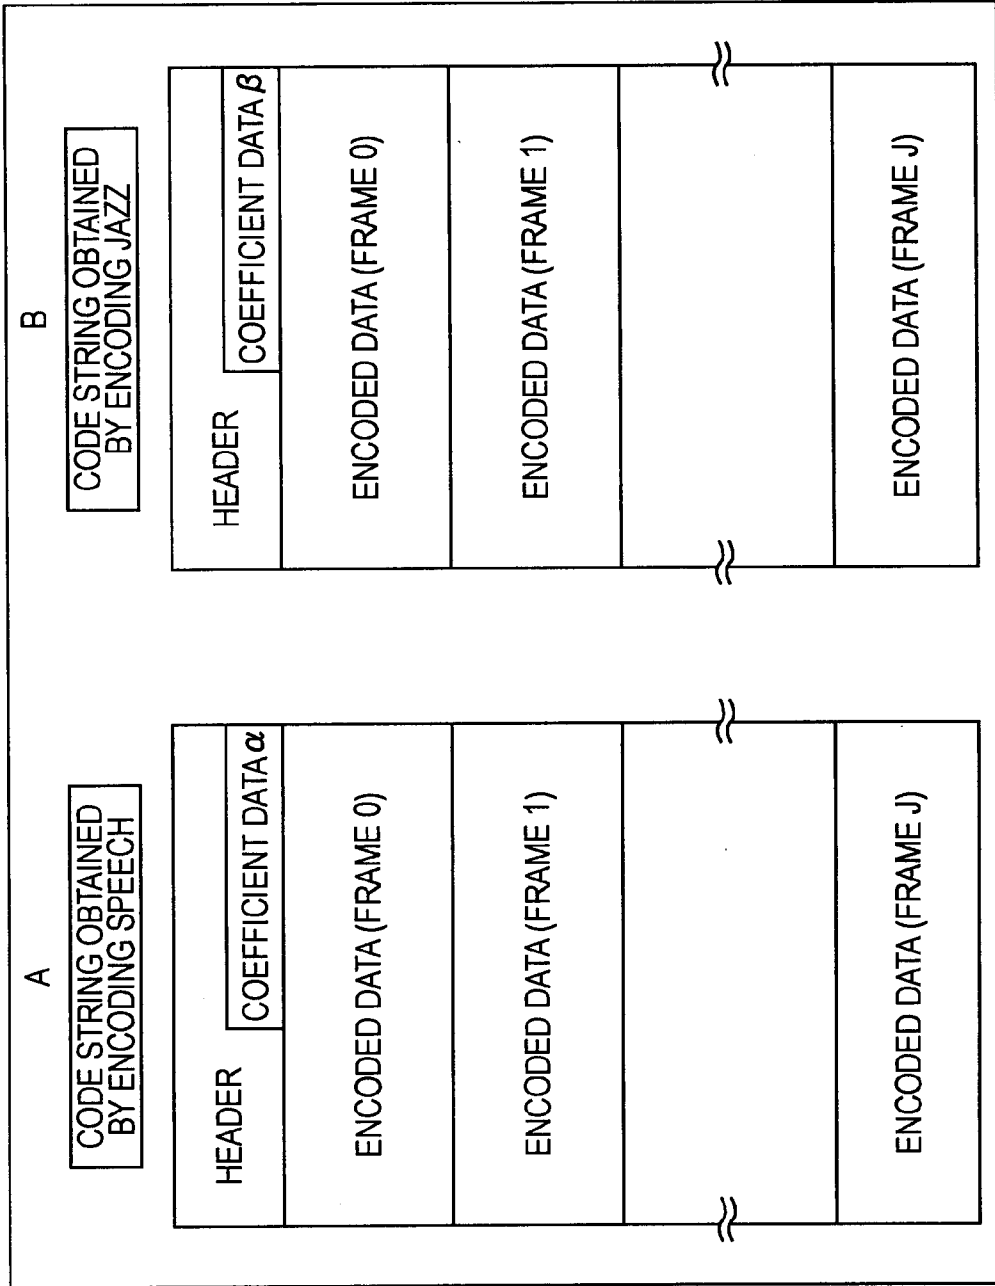 A
CODE STRING OBTAINED
BY ENCODING SPEECH
HEADER
COEFFICIENT DATA α
ENCODED DATA (FRAME 0)
ENCODED DATA (FRAME 1)
ENCODED DATA (FRAME J)
B
CODE STRING OBTAINED
BY ENCODING JAZZ
HEADER
COEFFICIENT DATA β
ENCODED DATA (FRAME 0)
ENCODED DATA (FRAME 1)
ENCODED DATA (FRAME J)